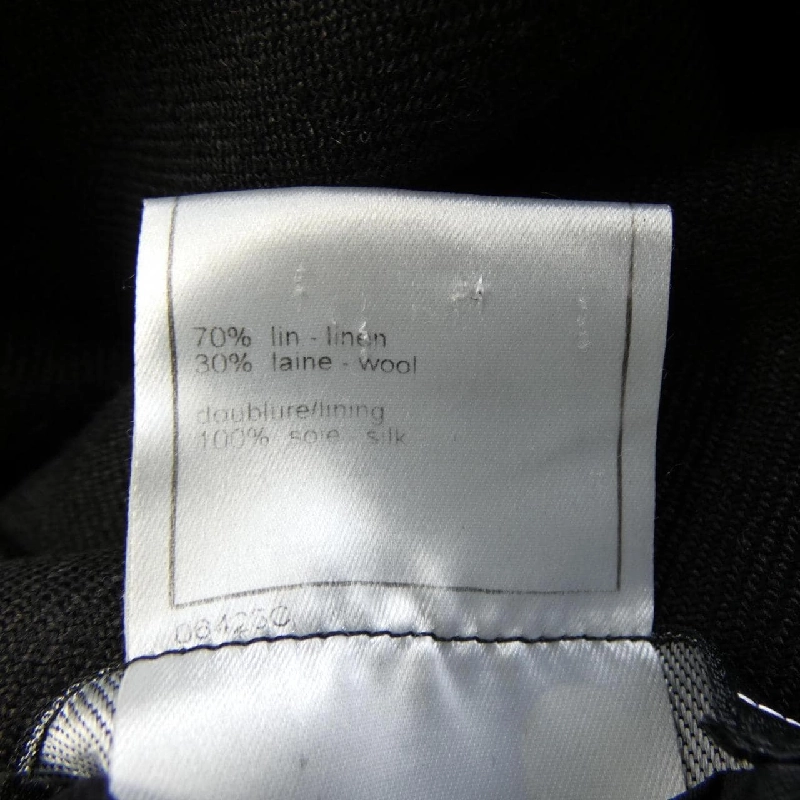 70% lin - linen
30% laine - wool
doublure/lining
100% soie - silk